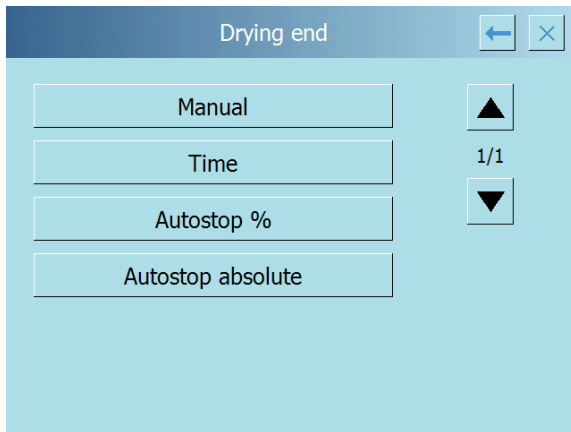 Drying end
Manual
1/1
Time
Autostop %
Autostop absolute